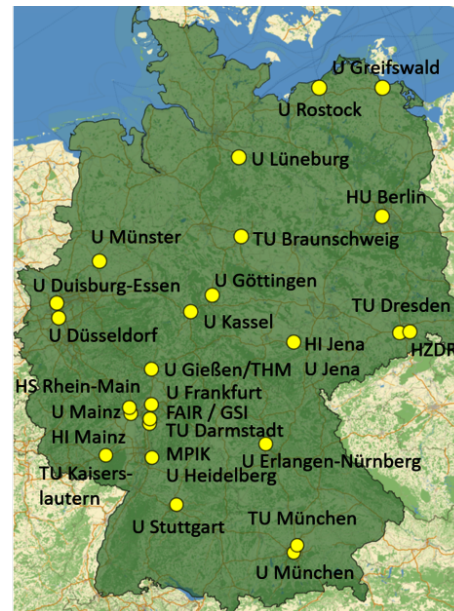 U Greifswald
U Rostock
U Lüneburg
HU Berlin
U Münster
TU Braunschweig
U Duisburg-Essen
U Göttingen
TU Dresden
U Düsseldorf
U Kassel
HI Jena
HZDR
U Gießen/THM
U Jena
HS Rhein-Main
U Frankfurt
U Mainz
FAIR / GSI
HI Mainz
TU Darmstadt
MPIK
U Erlangen-Nürnberg
TU Kaisers-
lautern
U Heidelberg
U Stuttgart
TU München
U München